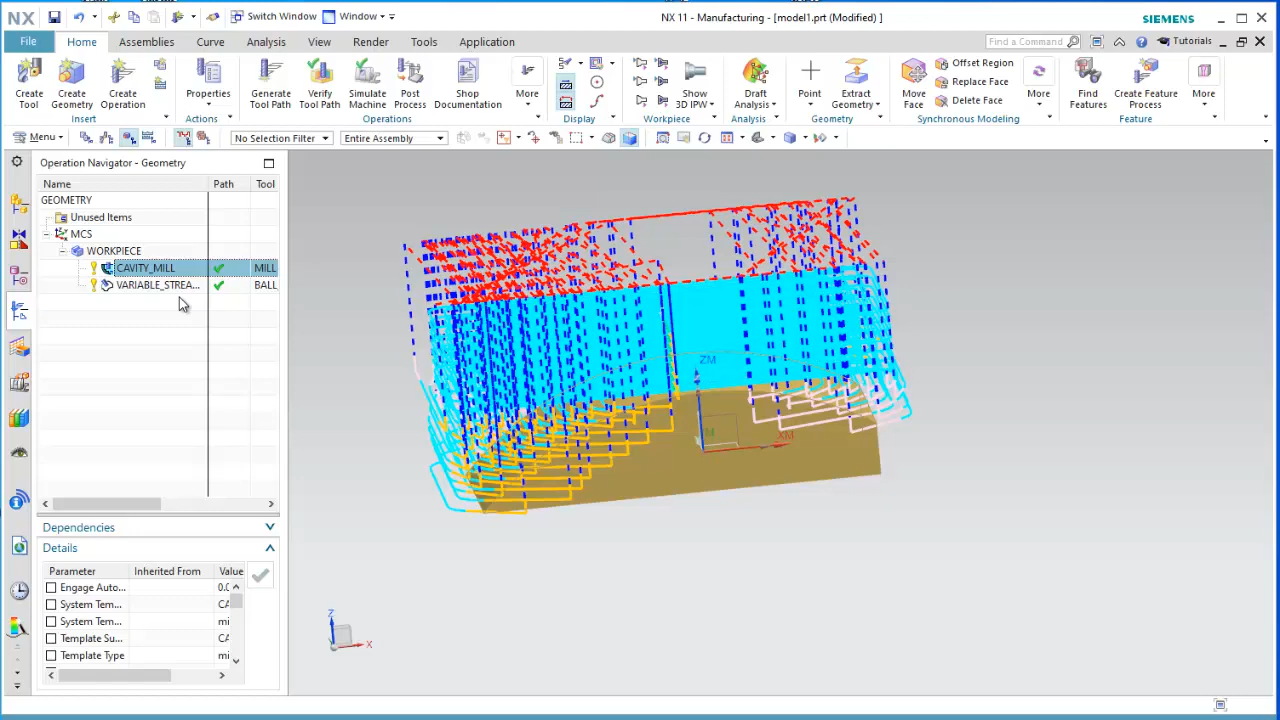 NX
Switch Window
Window
NX 11 - Manufacturing - [model1.prt (Modified) ]
SIEMENS
File
Home
Assemblies
Curve
Analysis
View
Render
Tools
Application
Find a Command
Tutorials
Create Tool
Create Geometry
Create Operation
Properties
Generate Tool Path
Verify Tool Path
Simulate Machine
Post Process
Shop Documentation
More
Show 3D IPW
Draft Analysis
Point
Extract Geometry
Move Face
Offset Region
Replace Face
Delete Face
More
Find Features
Create Feature Process
More
Insert
Actions
Operations
Display
Workpiece
Analysis
Geometry
Synchronous Modeling
Feature
Menu
No Selection Filter
Entire Assembly
Operation Navigator - Geometry
Name Path Tool
GEOMETRY
Unused Items
MCS
WORKPIECE
CAVITY_MILL MILL
VARIABLE_STREA... BALL
Dependencies
Details
Parameter Inherited From Value
Engage Auto... 0.0
System Tem... CA
System Tem... mi
Template Su... CA
Template Type mi
ZM
XM
Z
X